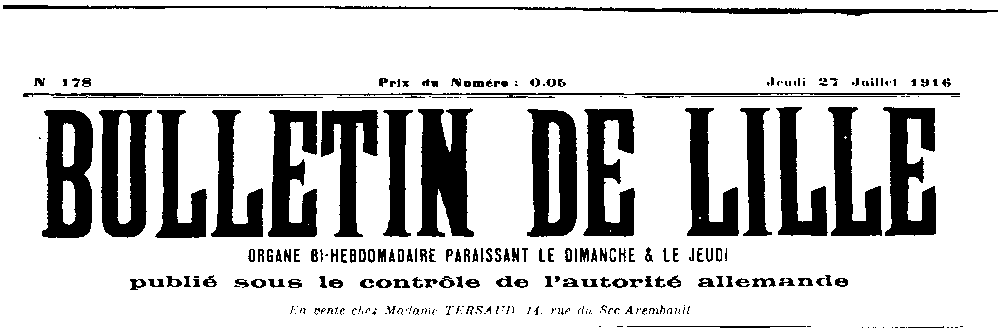 N 178 Prix du Numéro : 0.05 Jeudi 27 Juillet 1916
BULLETIN DE LILLE
ORGANE BI-HEBDOMADAIRE PARAISSANT LE DIMANCHE & LE JEUDI
publié sous le contrôle de l'autorité allemande
En vente chez Madame TERSAUD, 14, rue du Sec Arembault